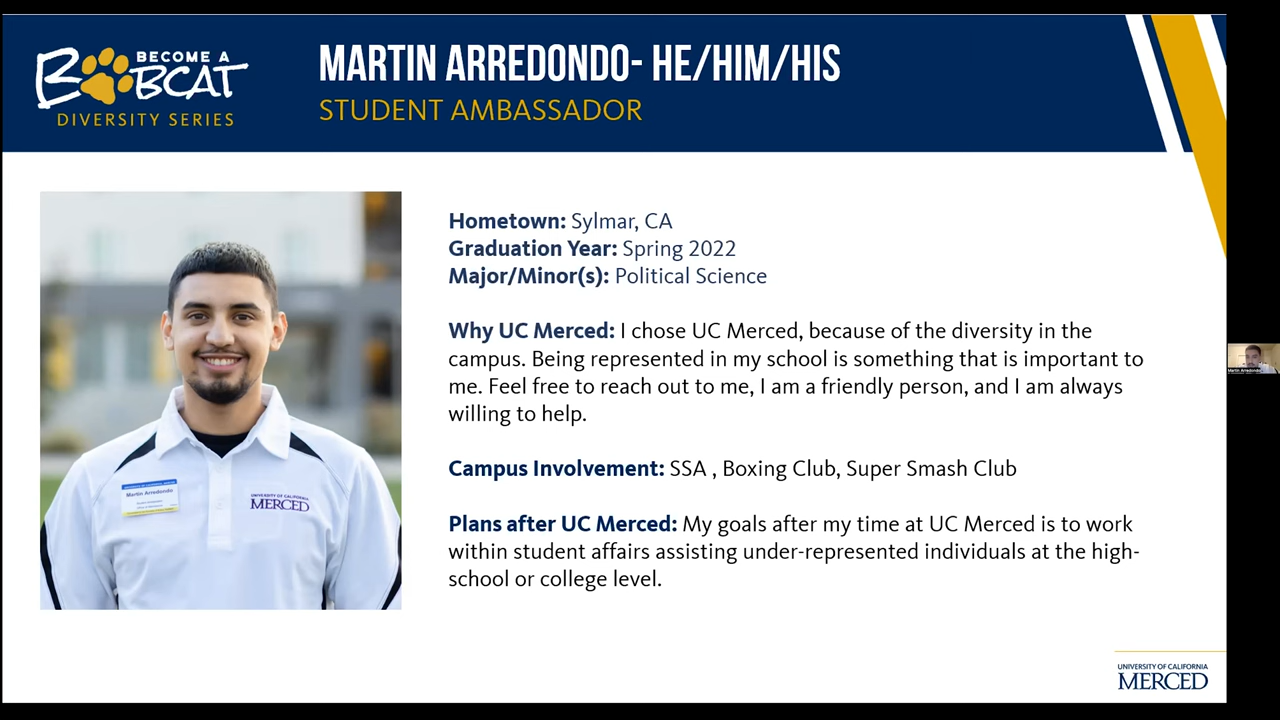 BECOME A
BOBCAT
DIVERSITY SERIES
MARTIN ARREDONDO- HE/HIM/HIS
STUDENT AMBASSADOR
Hometown: Sylmar, CA
Graduation Year: Spring 2022
Major/Minor(s): Political Science
Why UC Merced: I chose UC Merced, because of the diversity in the
campus. Being represented in my school is something that is important to
me. Feel free to reach out to me, I am a friendly person, and I am always
willing to help.
Campus Involvement: SSA , Boxing Club, Super Smash Club
Plans after UC Merced: My goals after my time at UC Merced is to work
within student affairs assisting under-represented individuals at the high-
school or college level.
Martin Arredondo
UNIVERSITY OF CALIFORNIA
MERCED
Martin Arredondo
UNIVERSITY OF CALIFORNIA
MERCED